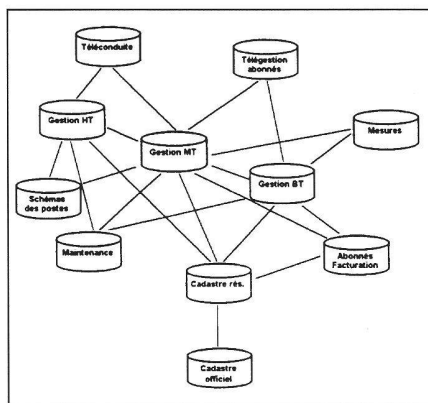 Téléconduite
Télégestion
abonnés
Gestion HT
Gestion MT
Mesures
Gestion BT
Schémas
des postes
Maintenance
Cadastre rés.
Abonnés
Facturation
Cadastre
officiel